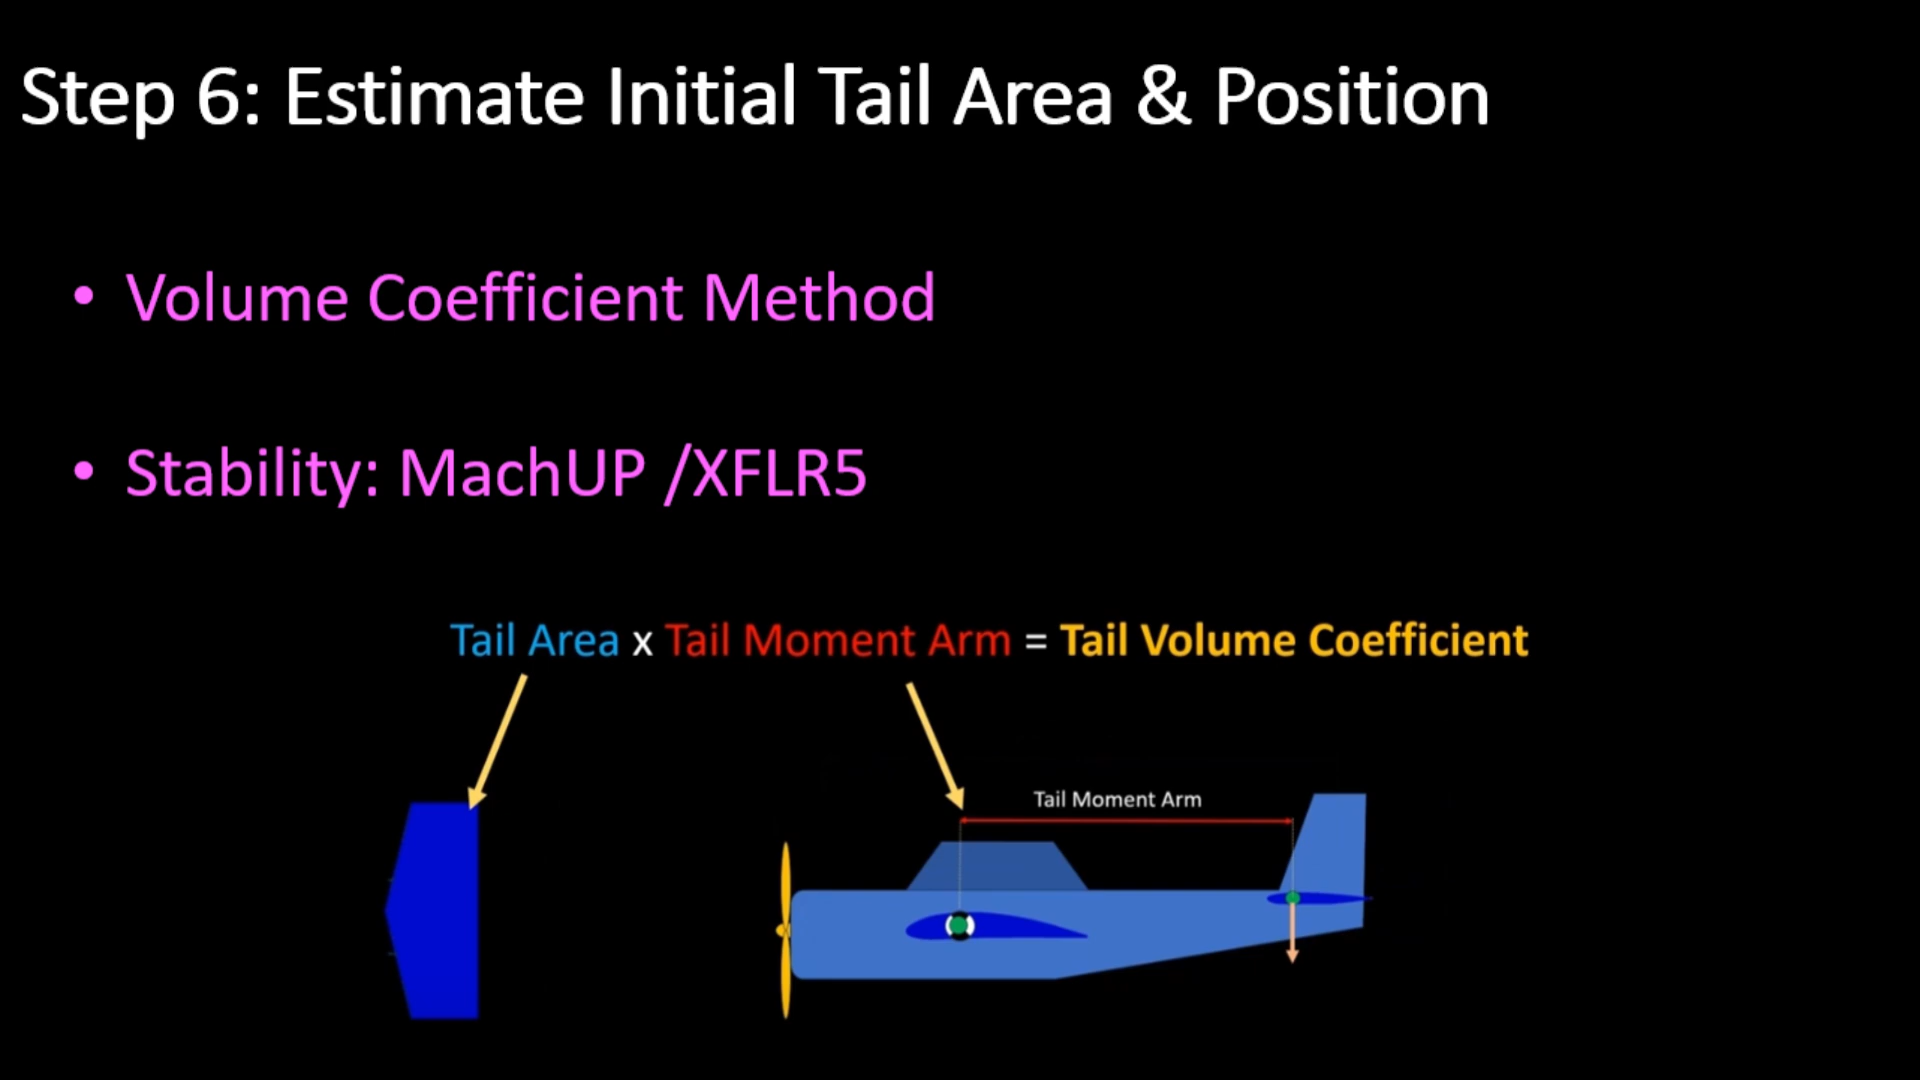 Step 6: Estimate Initial Tail Area & Position
• Volume Coefficient Method
• Stability: MachUP /XFLR5
Tail Area x Tail Moment Arm = Tail Volume Coefficient
Tail Moment Arm